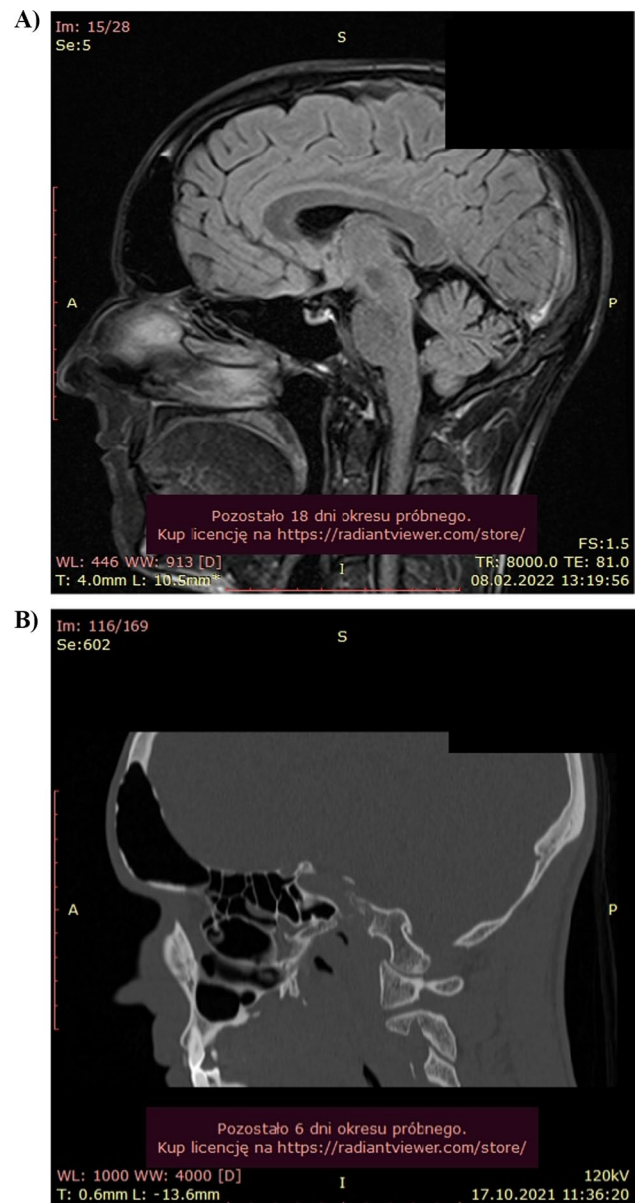 A)
Im: 15/28
Se:5
S
A
P
Pozostało 18 dni okresu próbnego.
Kup licencję na https://radiantviewer.com/store/
FS:1.5
WL: 446 WW: 913 [D]
TR: 8000.0 TE: 81.0
T: 4.0mm L: 10.5mm*
I
08.02.2022 13:19:56
B)
Im: 116/169
Se:602
S
A
P
Pozostało 6 dni okresu próbnego.
Kup licencję na https://radiantviewer.com/store/
WL: 1000 WW: 4000 [D]
120kV
T: 0.6mm L: -13.6mm
I
17.10.2021 11:36:20